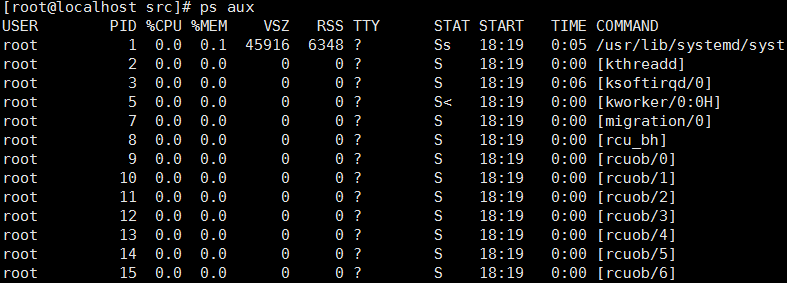 [root@localhost src]# ps aux
USER PID %CPU %MEM VSZ RSS TTY STAT START TIME COMMAND
root 1 0.0 0.1 45916 6348 ? Ss 18:19 0:05 /usr/lib/systemd/syst
root 2 0.0 0.0 0 0 ? S 18:19 0:00 [kthreadd]
root 3 0.0 0.0 0 0 ? S 18:19 0:06 [ksoftirqd/0]
root 5 0.0 0.0 0 0 ? S< 18:19 0:00 [kworker/0:0H]
root 7 0.0 0.0 0 0 ? S 18:19 0:00 [migration/0]
root 8 0.0 0.0 0 0 ? S 18:19 0:00 [rcu_bh]
root 9 0.0 0.0 0 0 ? S 18:19 0:00 [rcuob/0]
root 10 0.0 0.0 0 0 ? S 18:19 0:00 [rcuob/1]
root 11 0.0 0.0 0 0 ? S 18:19 0:00 [rcuob/2]
root 12 0.0 0.0 0 0 ? S 18:19 0:00 [rcuob/3]
root 13 0.0 0.0 0 0 ? S 18:19 0:00 [rcuob/4]
root 14 0.0 0.0 0 0 ? S 18:19 0:00 [rcuob/5]
root 15 0.0 0.0 0 0 ? S 18:19 0:00 [rcuob/6]